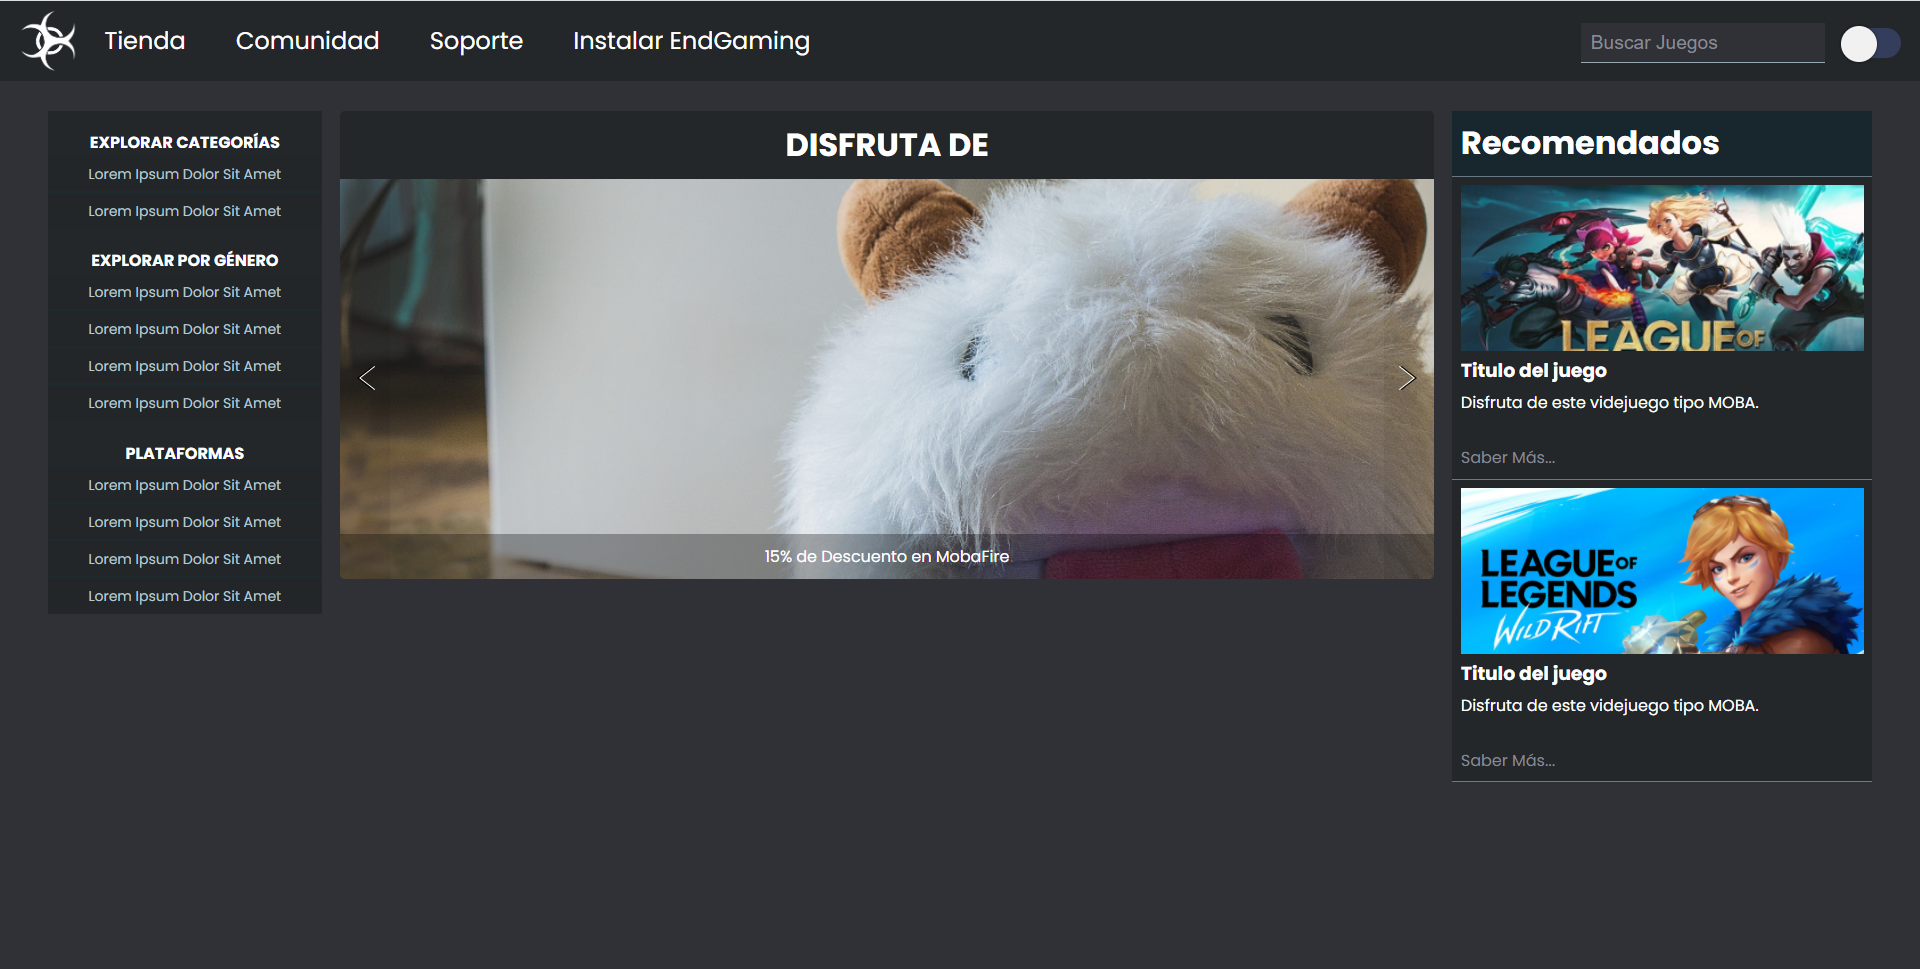 Tienda
Comunidad
Soporte
Instalar EndGaming
Buscar Juegos
EXPLORAR CATEGORÍAS
Lorem Ipsum Dolor Sit Amet
Lorem Ipsum Dolor Sit Amet
EXPLORAR POR GÉNERO
Lorem Ipsum Dolor Sit Amet
Lorem Ipsum Dolor Sit Amet
Lorem Ipsum Dolor Sit Amet
Lorem Ipsum Dolor Sit Amet
PLATAFORMAS
Lorem Ipsum Dolor Sit Amet
Lorem Ipsum Dolor Sit Amet
Lorem Ipsum Dolor Sit Amet
Lorem Ipsum Dolor Sit Amet
DISFRUTA DE
15% de Descuento en MobaFire
Recomendados
LEAGUE OF
Titulo del juego
Disfruta de este videjuego tipo MOBA.
Saber Más...
LEAGUE OF
LEGENDS
WILD RIFT
Titulo del juego
Disfruta de este videjuego tipo MOBA.
Saber Más...